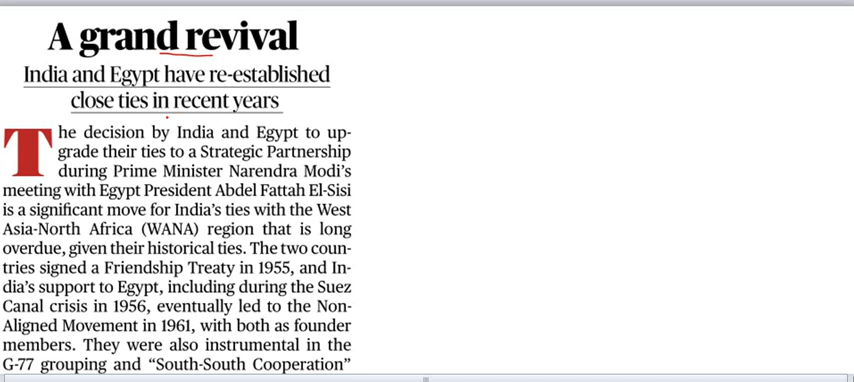 A grand revival
India and Egypt have re-established
close ties in recent years
The decision by India and Egypt to up-
grade their ties to a Strategic Partnership
during Prime Minister Narendra Modi's
meeting with Egypt President Abdel Fattah El-Sisi
is a significant move for India's ties with the West
Asia-North Africa (WANA) region that is long
overdue, given their historical ties. The two coun-
tries signed a Friendship Treaty in 1955, and In-
dia's support to Egypt, including during the Suez
Canal crisis in 1956, eventually led to the Non-
Aligned Movement in 1961, with both as founder
members. They were also instrumental in the
G-77 grouping and “South-South Cooperation”